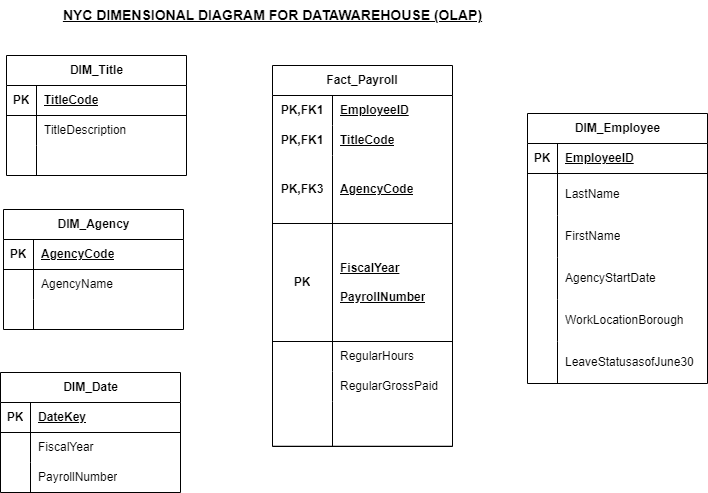 NYC DIMENSIONAL DIAGRAM FOR DATAWAREHOUSE (OLAP)
DIM_Title
PK TitleCode
TitleDescription
DIM_Agency
PK AgencyCode
AgencyName
DIM_Date
PK DateKey
FiscalYear
PayrollNumber
Fact_Payroll
PK,FK1 EmployeeID
PK,FK1 TitleCode
PK,FK3 AgencyCode
PK
FiscalYear
PayrollNumber
RegularHours
RegularGrossPaid
DIM_Employee
PK EmployeeID
LastName
FirstName
AgencyStartDate
WorkLocationBorough
LeaveStatusasofJune30